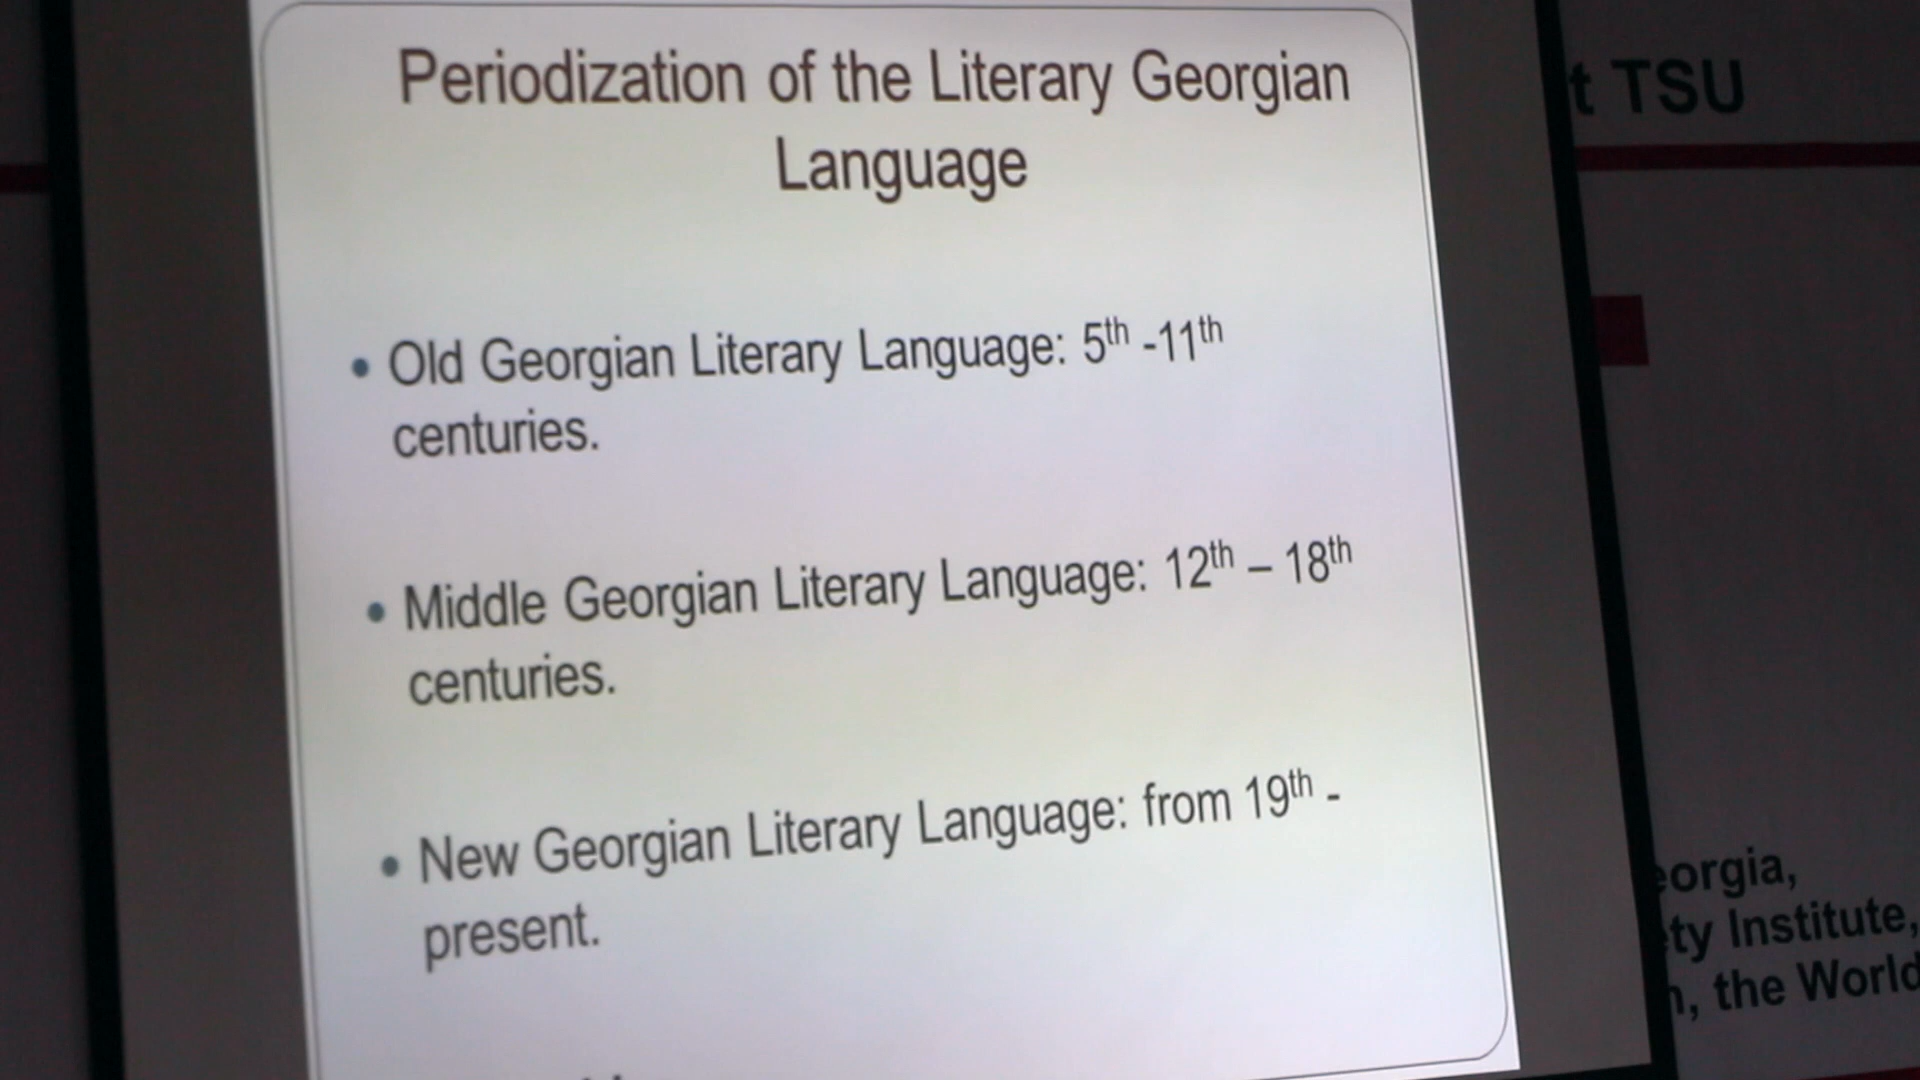 Periodization of the Literary Georgian
Language
• Old Georgian Literary Language: 5th -11th
centuries.
• Middle Georgian Literary Language: 12th – 18th
centuries.
• New Georgian Literary Language: from 19th -
present.
t TSU
eorgia,
ty Institute,
, the World